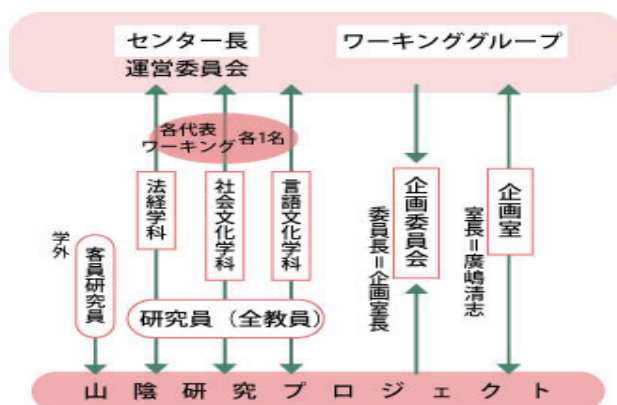 センター長
運営委員会
ワーキンググループ
各代表
ワーキング
各1名
法経学科
社会文化学科
言語文化学科
企画委員会
委員長＝企画室長
企画室
室長＝廣嶋清志
学外
客員研究員
研究員（全教員）
山陰研究プロジェクト